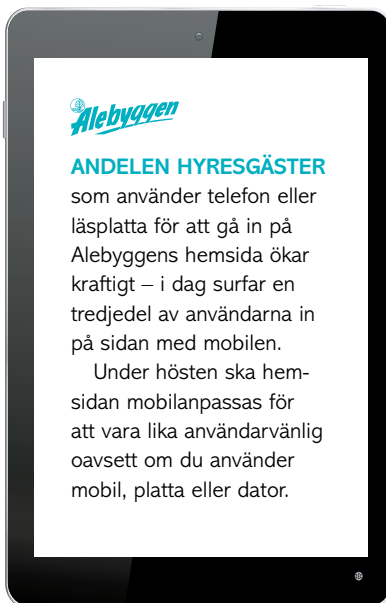 Alebyggen
ANDELEN HYRESGÄSTER
som använder telefon eller
läsplatta för att gå in på
Alebyggens hemsida ökar
kraftigt – i dag surfar en
tredjedel av användarna in
på sidan med mobilen.
Under hösten ska hem-
sidan mobilanpassas för
att vara lika användarvänlig
oavsett om du använder
mobil, platta eller dator.